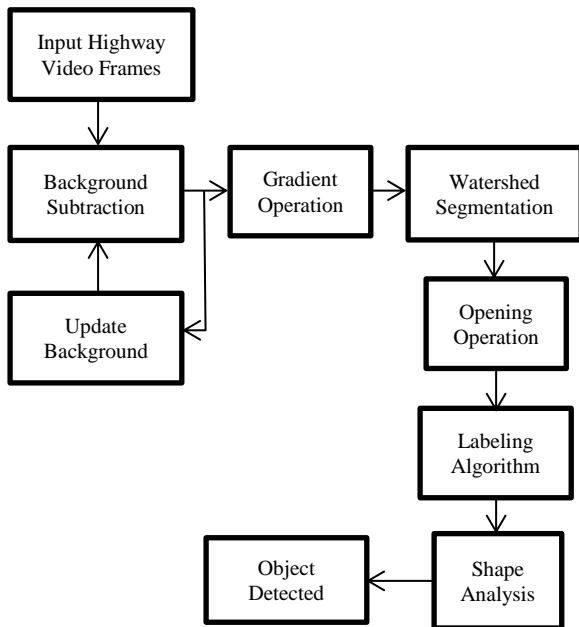 Input Highway
Video Frames
Background
Subtraction
Gradient
Operation
Watershed
Segmentation
Update
Background
Opening
Operation
Labeling
Algorithm
Object
Detected
Shape
Analysis